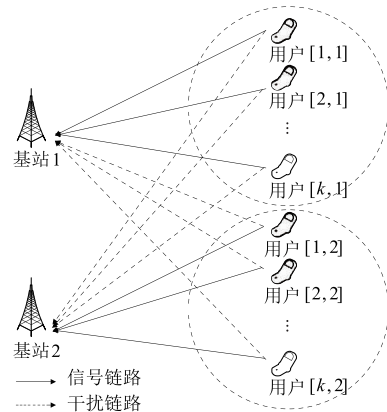 用户[1,1]
用户[2,1]
⋮
基站1
用户[k,1]
用户[1,2]
用户[2,2]
⋮
基站2
信号链路
用户[k,2]
干扰链路